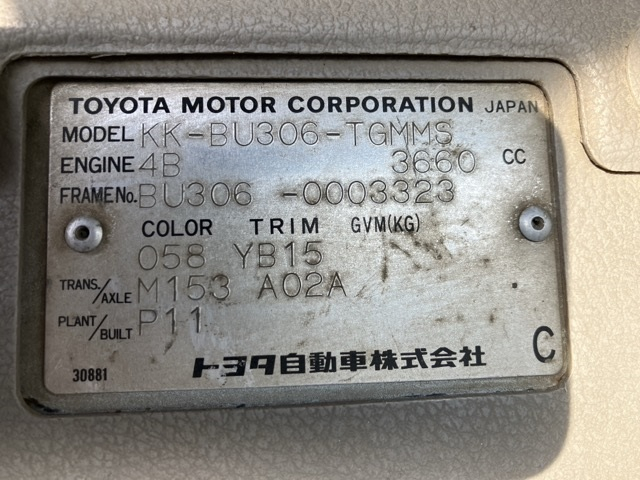 TOYOTA MOTOR CORPORATION JAPAN
MODEL KK-BU306-TGMMS
ENGINE 4B 3660 CC
FRAME No. BU306 -0003323
COLOR TRIM GVM(KG)
058 YB15
TRANS./AXLE M153 A02A
PLANT/BUILT P11
30881 トヨタ自動車株式会社 C